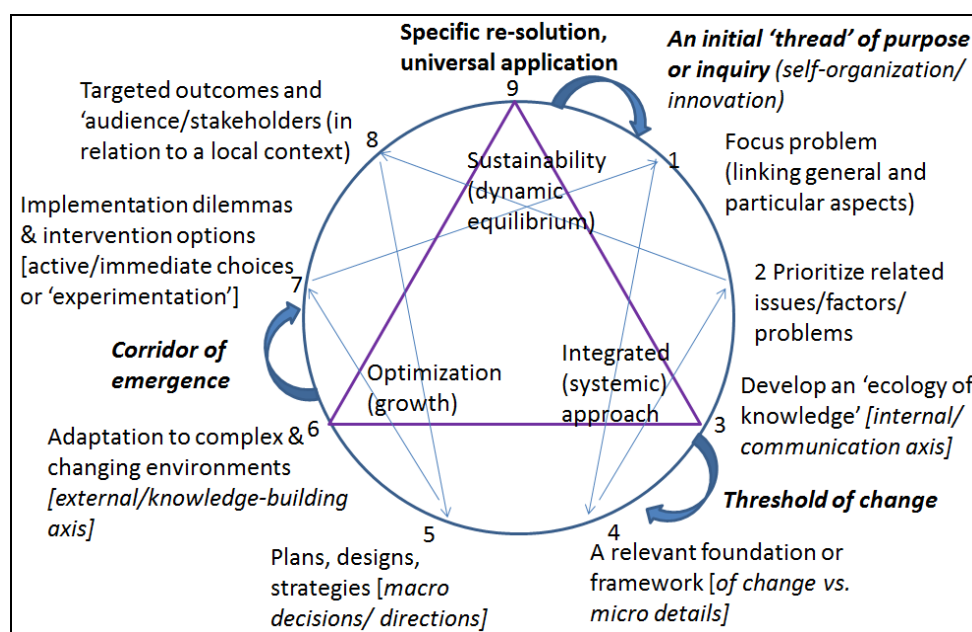 Specific re-solution,
universal application
9
An initial ‘thread’ of purpose
or inquiry (self-organization/
innovation)
1
Focus problem
(linking general and
particular aspects)
2 Prioritize related
issues/factors/
problems
Develop an ‘ecology of
knowledge’ [internal/
communication axis]
3
Threshold of change
4
A relevant foundation or
framework [of change vs.
micro details]
5
Plans, designs,
strategies [macro
decisions/ directions]
6
Adaptation to complex &
changing environments
[external/knowledge-building
axis]
Corridor of
emergence
7
Implementation dilemmas
& intervention options
[active/immediate choices
or ‘experimentation’]
8
Targeted outcomes and
‘audience/stakeholders (in
relation to a local context)
Sustainability
(dynamic
equilibrium)
Optimization
(growth)
Integrated
(systemic)
approach